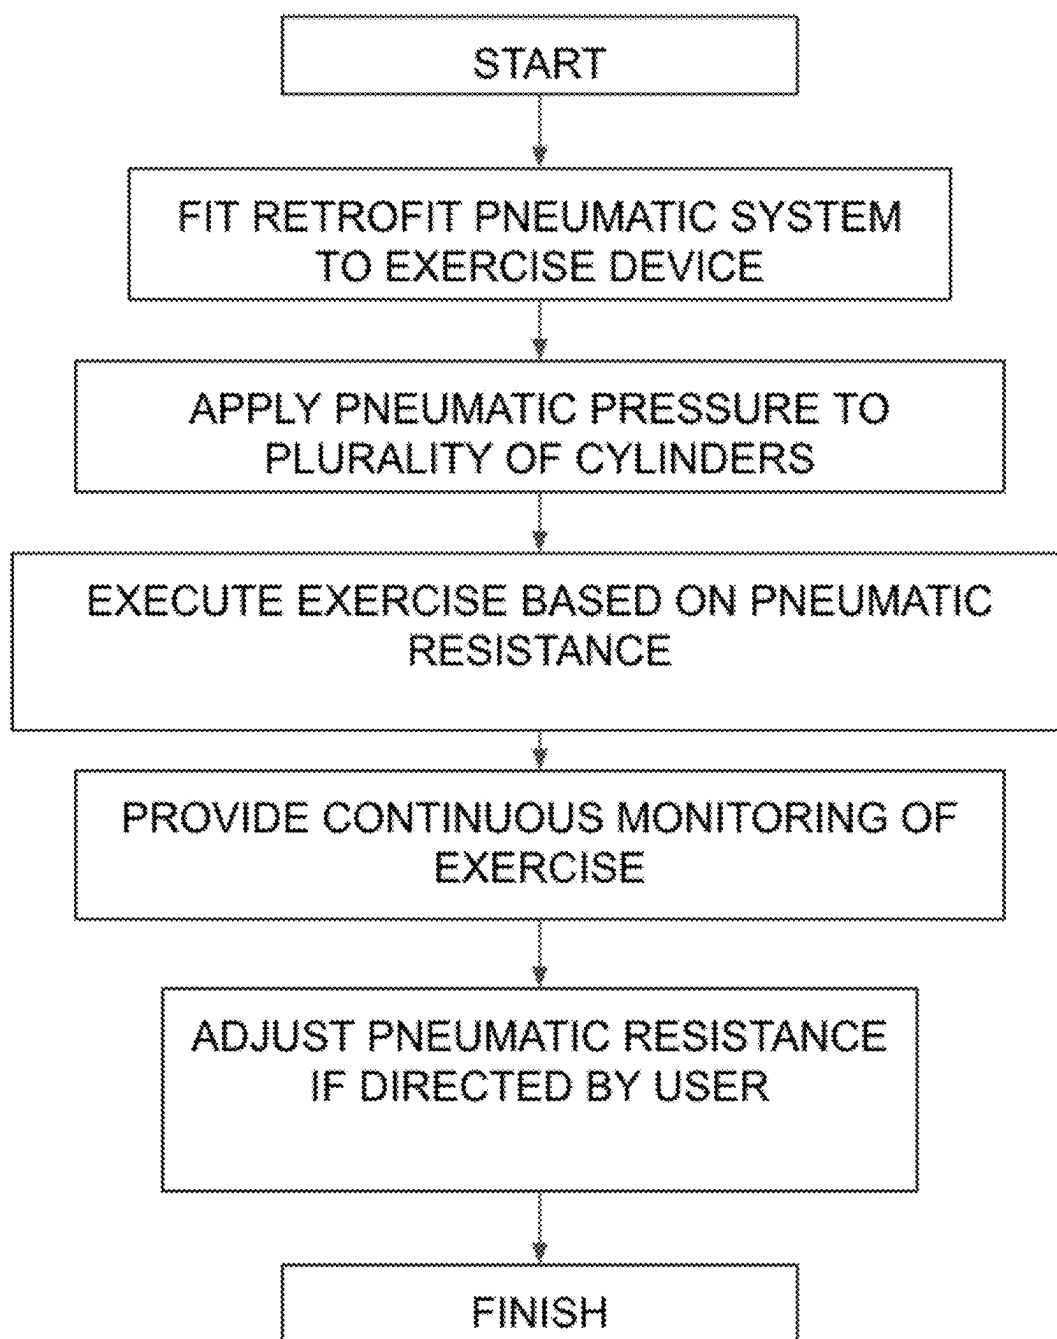 START
FIT RETROFIT PNEUMATIC SYSTEM
TO EXERCISE DEVICE
APPLY PNEUMATIC PRESSURE TO
PLURALITY OF CYLINDERS
EXECUTE EXERCISE BASED ON PNEUMATIC
RESISTANCE
PROVIDE CONTINUOUS MONITORING OF
EXERCISE
ADJUST PNEUMATIC RESISTANCE
IF DIRECTED BY USER
FINISH